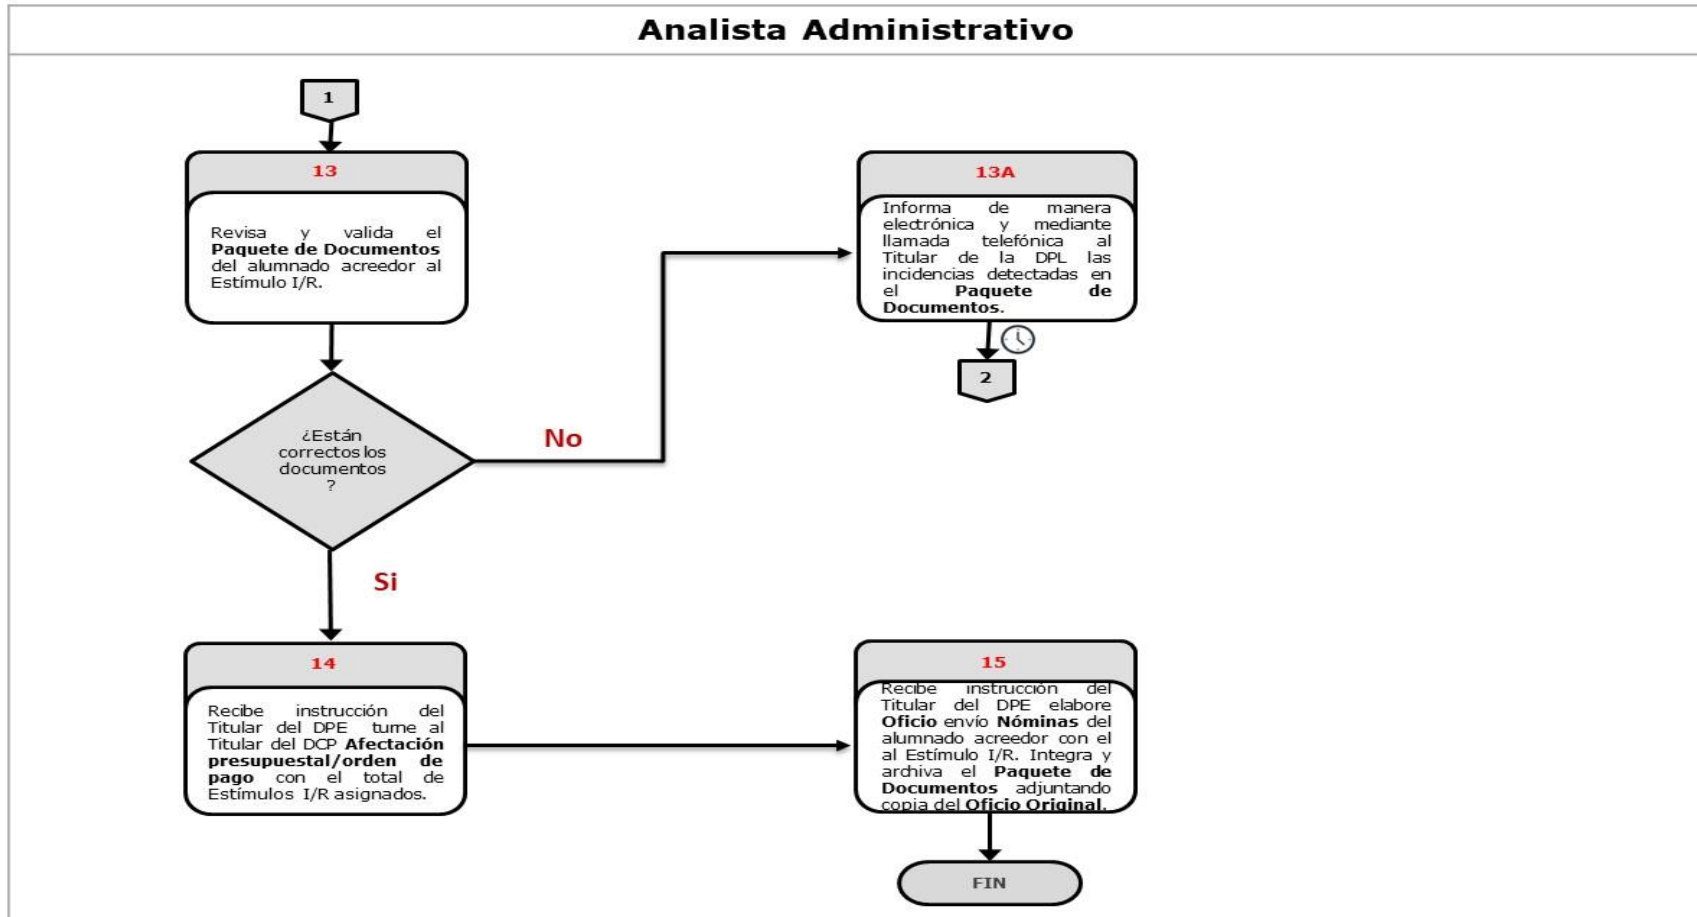 Analista Administrativo
1
13
Revisa y valida el
Paquete de Documentos
del alumnado acreedor al
Estímulo I/R.
13A
Informa de manera
electrónica y mediante
llamada telefónica al
Titular de la DPL las
incidencias detectadas en
el Paquete de
Documentos.
2
¿Están
correctos los
documentos
?
No
Si
14
Recibe instrucción del
Titular del DPE turne al
Titular del DCP Afectación
presupuestal/orden de
pago con el total de
Estímulos I/R asignados.
15
Recibe instrucción del
Titular del DPE elabore
Oficio envío Nóminas del
alumnado acreedor con el
al Estímulo I/R. Integra y
archiva el Paquete de
Documentos adjuntando
copia del Oficio Original.
FIN